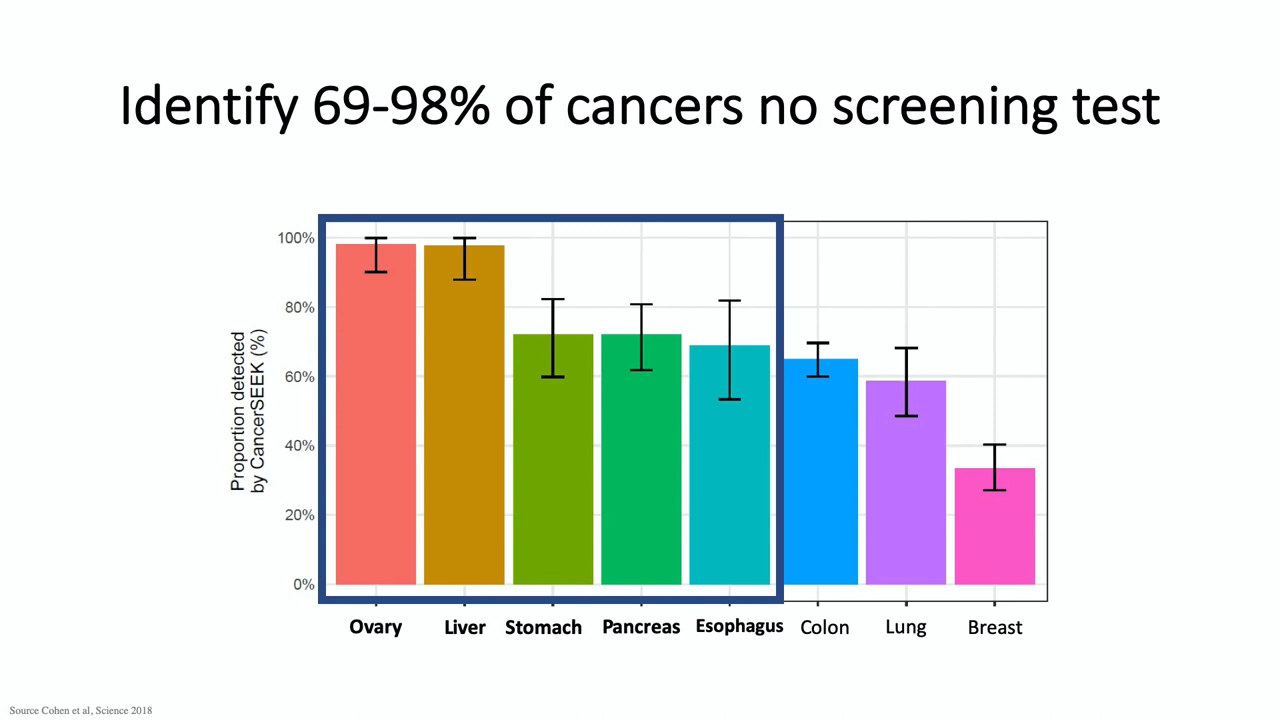 Identify 69-98% of cancers no screening test
Proportion detected
by CancerSEEK (%)
100%
80%
60%
40%
20%
0%
Ovary Liver Stomach Pancreas Esophagus Colon Lung Breast
Source Cohen et al, Science 2018